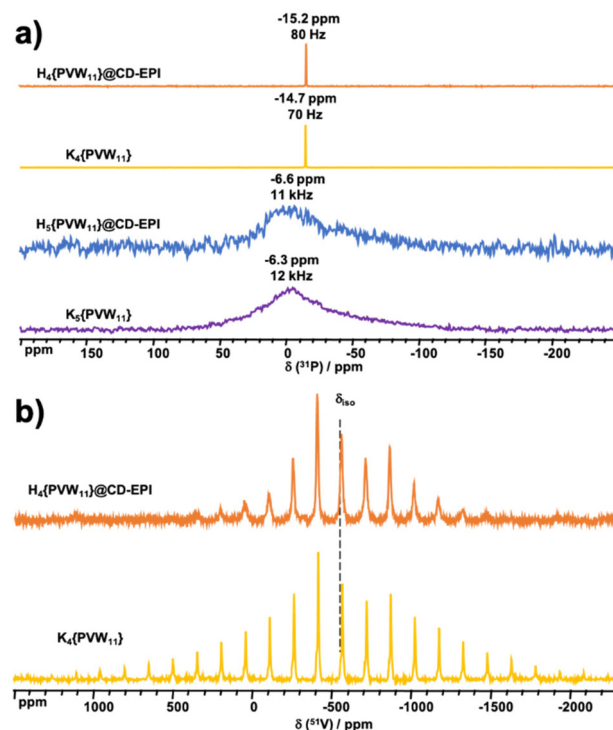 a)
-15.2 ppm
80 Hz
H₄{PVW₁₁}@CD-EPI
-14.7 ppm
70 Hz
K₄{PVW₁₁}
-6.6 ppm
11 kHz
H₅{PVW₁₁}@CD-EPI
-6.3 ppm
12 kHz
K₅{PVW₁₁}
ppm 150 100 50 0 -50 -100 -150 -200
δ (³¹P) / ppm
b)
δiso
H₄{PVW₁₁}@CD-EPI
K₄{PVW₁₁}
ppm 1000 500 0 -500 -1000 -1500 -2000
δ (⁵¹V) / ppm